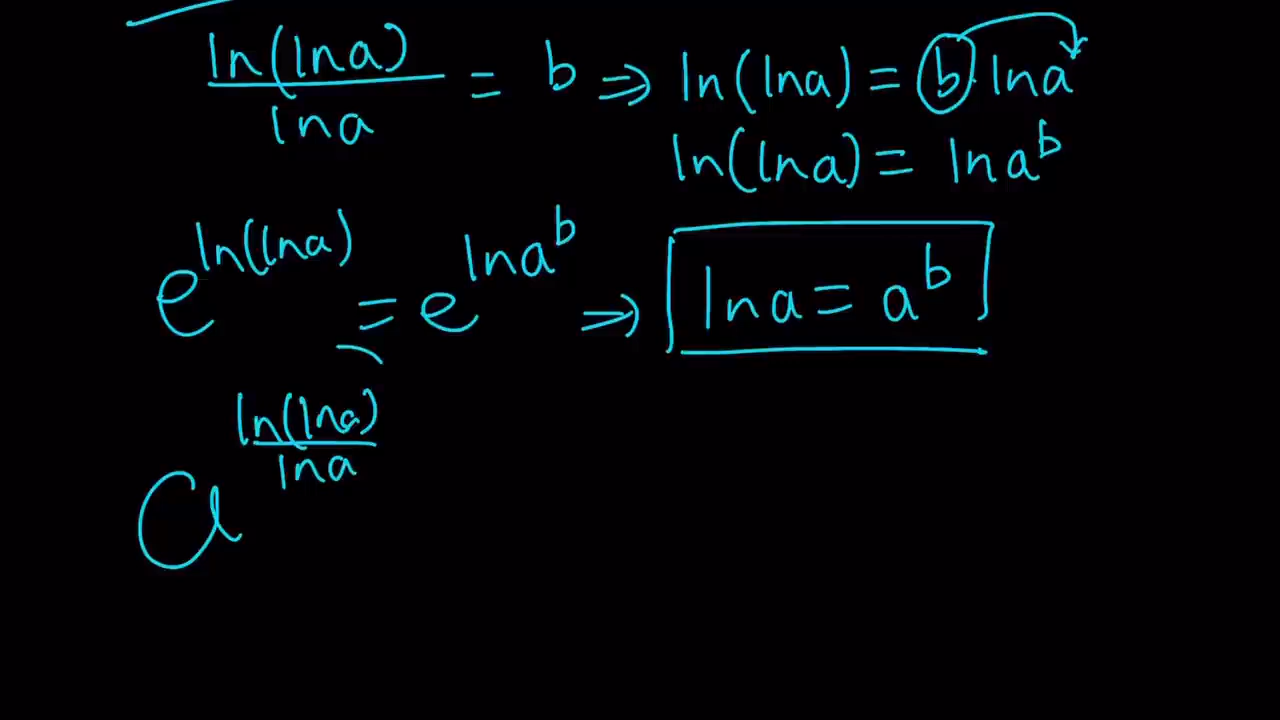 ln(lna)/lna = b ⇒ ln(lna) = b · lna
ln(lna) = lna^b
e^ln(lna) = e^lna^b ⇒ lna = a^b
a^ln(lna)/lna